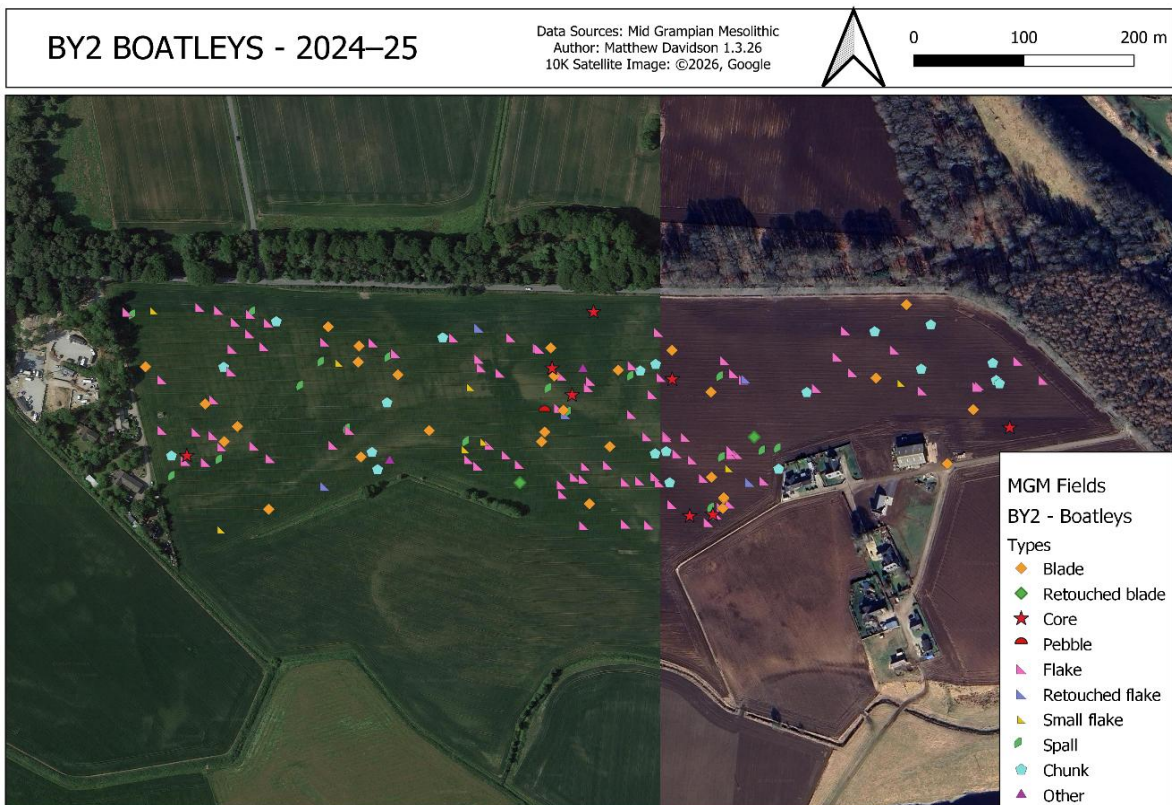 BY2 BOATLEYS - 2024–25
Data Sources: Mid Grampian Mesolithic
Author: Matthew Davidson 1.3.26
10K Satellite Image: ©2026, Google
0 100 200 m
MGM Fields
BY2 - Boatleys
Types
Blade
Retouched blade
Core
Pebble
Flake
Retouched flake
Small flake
Spall
Chunk
Other